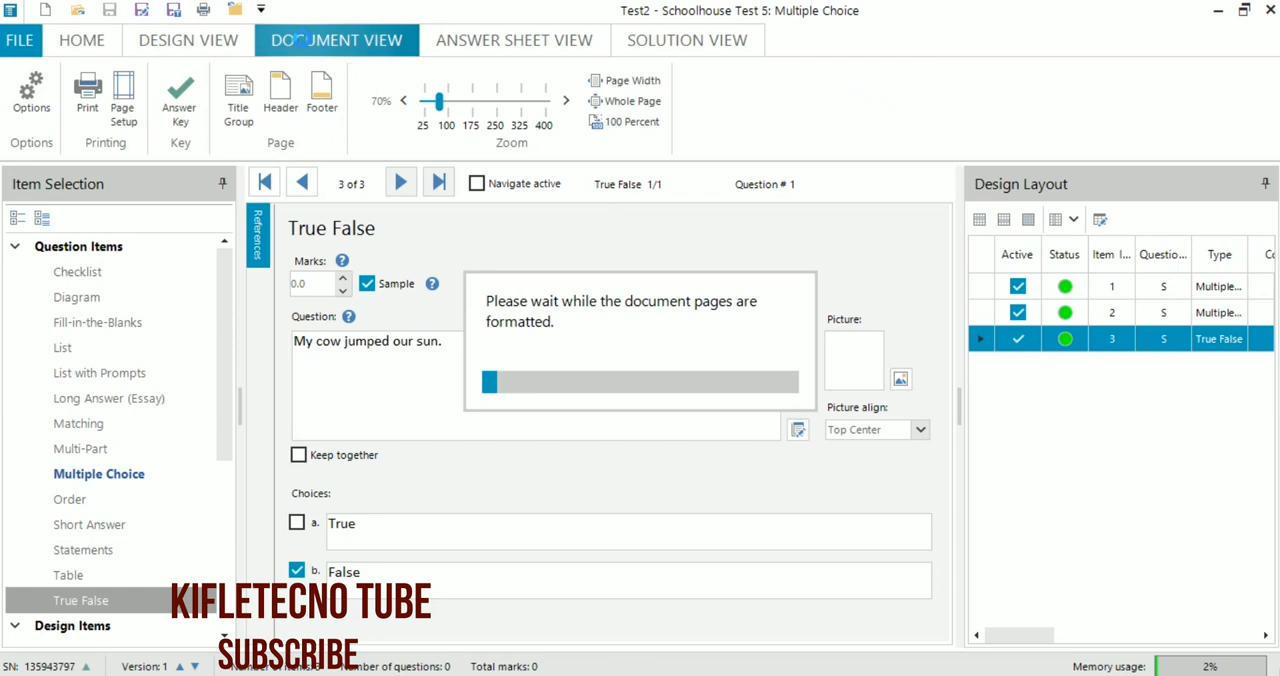 Test2 - Schoolhouse Test 5: Multiple Choice
FILE HOME DESIGN VIEW DOCUMENT VIEW ANSWER SHEET VIEW SOLUTION VIEW
Options
Print
Page
Setup
Answer
Key
Title
Group
Header
Footer
70%
25 100 175 250 325 400
Page Width
Whole Page
100 Percent
Options Printing Key Page Zoom
Item Selection
Question Items
Checklist
Diagram
Fill-in-the-Blanks
List
List with Prompts
Long Answer (Essay)
Matching
Multi-Part
Multiple Choice
Order
Short Answer
Statements
Table
True False
Design Items
3 of 3 Navigate active True False 1/1 Question # 1
References
True False
Marks:
0.0 Sample
Question:
My cow jumped our sun.
Please wait while the document pages are
formatted.
Picture:
Picture align:
Top Center
Keep together
Choices:
a. True
b. False
Design Layout
Active Status Item I... Questio... Type
1 S Multiple...
2 S Multiple...
3 S True False
KIFLETECNO TUBE
SUBSCRIBE
SN: 135943797 Version: 1 Number of questions: 0 Total marks: 0 Memory usage: 2%